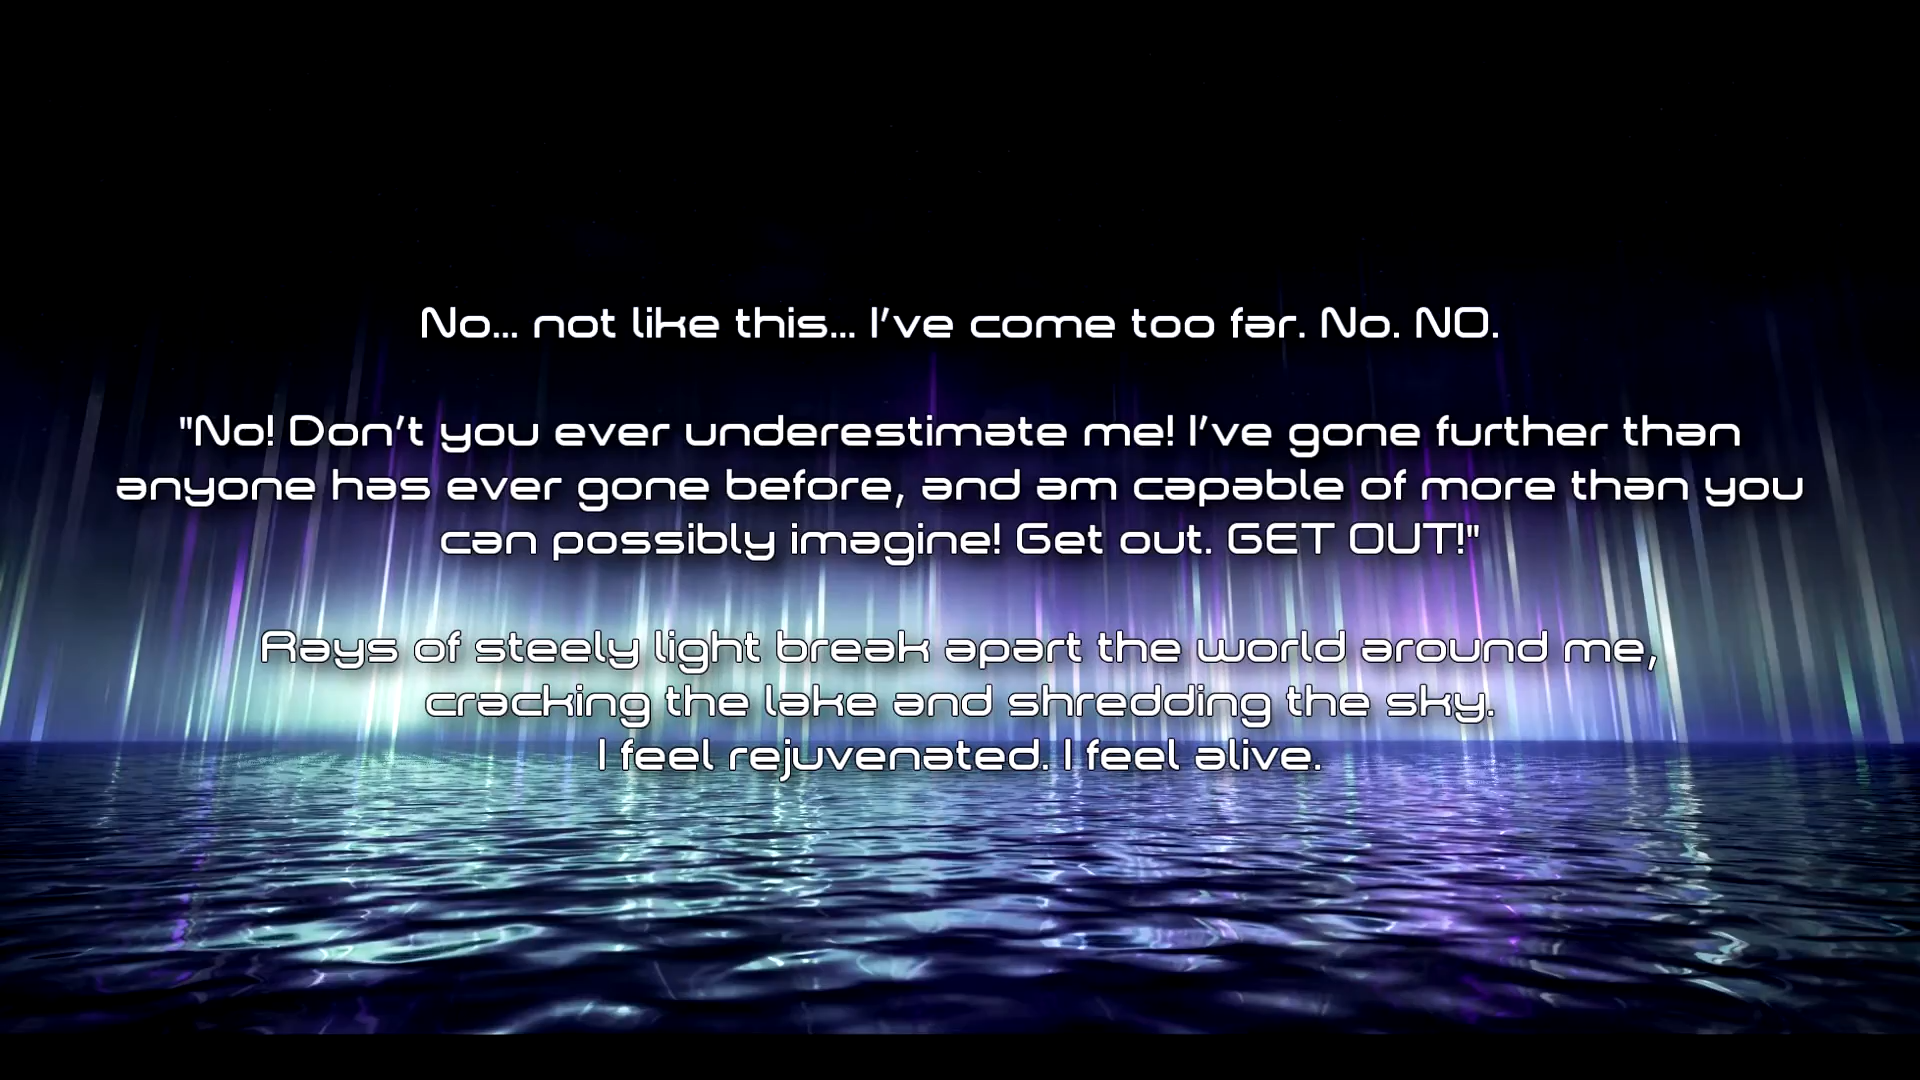 No... not like this... I've come too far. No. NO.
"No! Don't you ever underestimate me! I've gone further than
anyone has ever gone before, and am capable of more than you
can possibly imagine! Get out. GET OUT!"
Rays of steely light break apart the world around me,
cracking the lake and shredding the sky.
I feel rejuvenated. I feel alive.